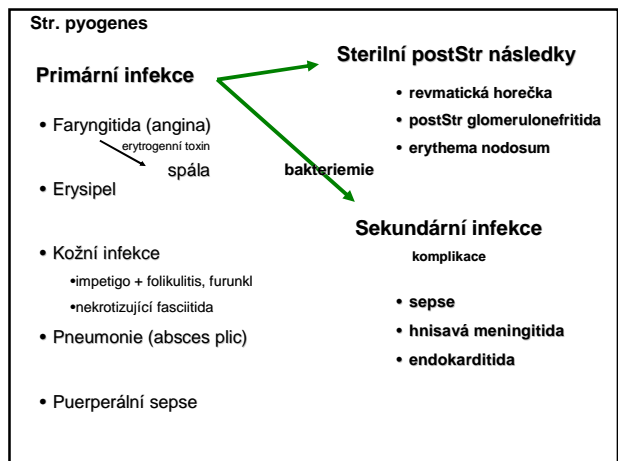 Str. pyogenes
Primární infekce
• Faryngitida (angina)
erytrogenní toxin
spála
• Erysipel
• Kožní infekce
•impetigo + folikulitis, furunkl
•nekrotizující fasciitida
• Pneumonie (absces plic)
• Puerperální sepse
bakteriemie
Sterilní postStr následky
• revmatická horečka
• postStr glomerulonefritida
• erythema nodosum
Sekundární infekce
komplikace
• sepse
• hnisavá meningitida
• endokarditida